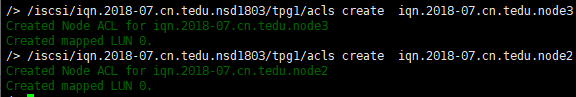 /> /iscsi/iqn.2018-07.cn.tedu.nsd1803/tpg1/acls create  iqn.2018-07.cn.tedu.node3
Created Node ACL for iqn.2018-07.cn.tedu.node3
Created mapped LUN 0.
/> /iscsi/iqn.2018-07.cn.tedu.nsd1803/tpg1/acls create  iqn.2018-07.cn.tedu.node2
Created Node ACL for iqn.2018-07.cn.tedu.node2
Created mapped LUN 0.